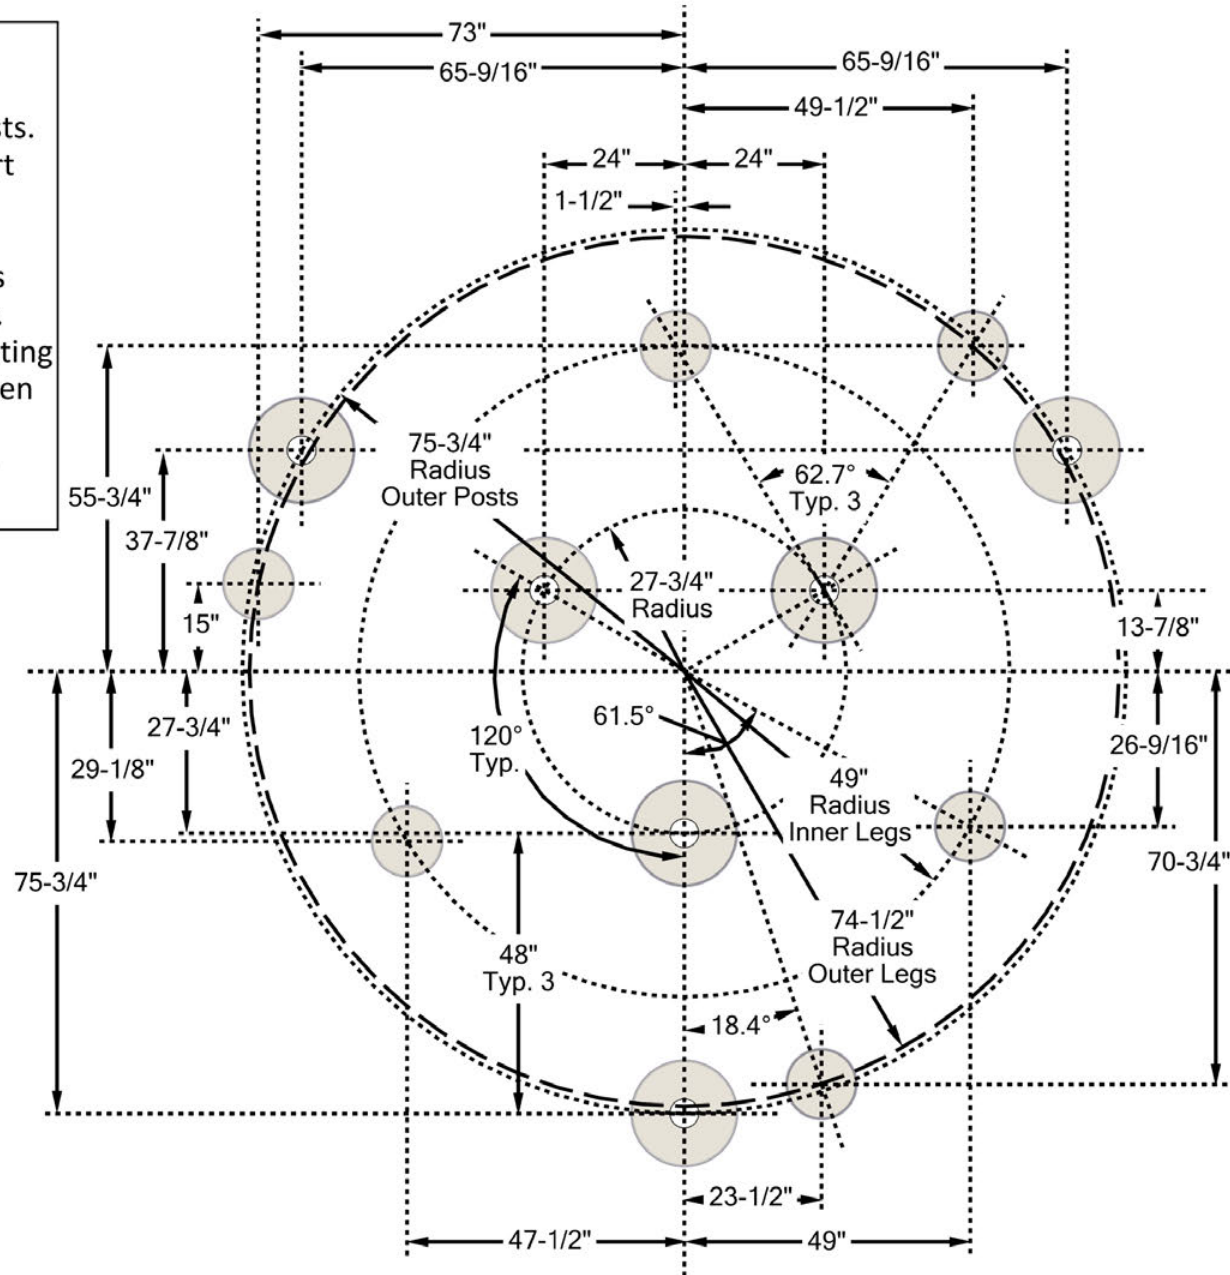 73"
65-9/16"
65-9/16"
49-1/2"
24"
24"
1-1/2"
sts.
rt
s
ting
en
75-3/4"
Radius
Outer Posts
62.7°
Typ. 3
55-3/4"
37-7/8"
15"
27-3/4"
Radius
13-7/8"
61.5°
27-3/4"
29-1/8"
120°
Typ.
26-9/16"
49"
Radius
Inner Legs
75-3/4"
70-3/4"
74-1/2"
Radius
Outer Legs
48"
Typ. 3
18.4°
23-1/2"
47-1/2"
49"